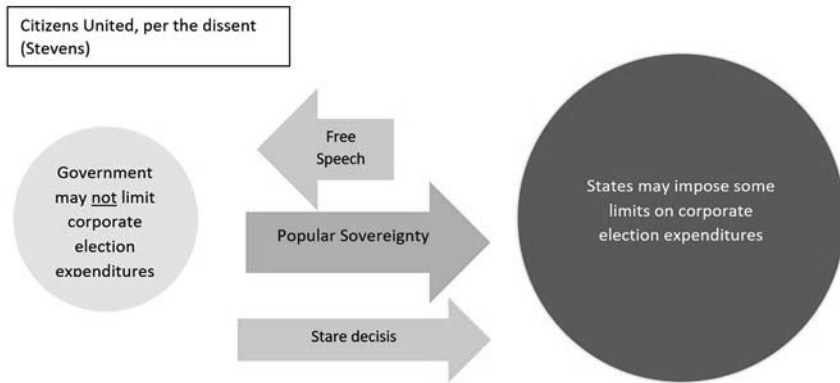 Citizens United, per the dissent
(Stevens)
Free
Speech
Government
may not limit
corporate
election
expenditures
Popular Sovereignty
States may impose some
limits on corporate
election expenditures
Stare decisis